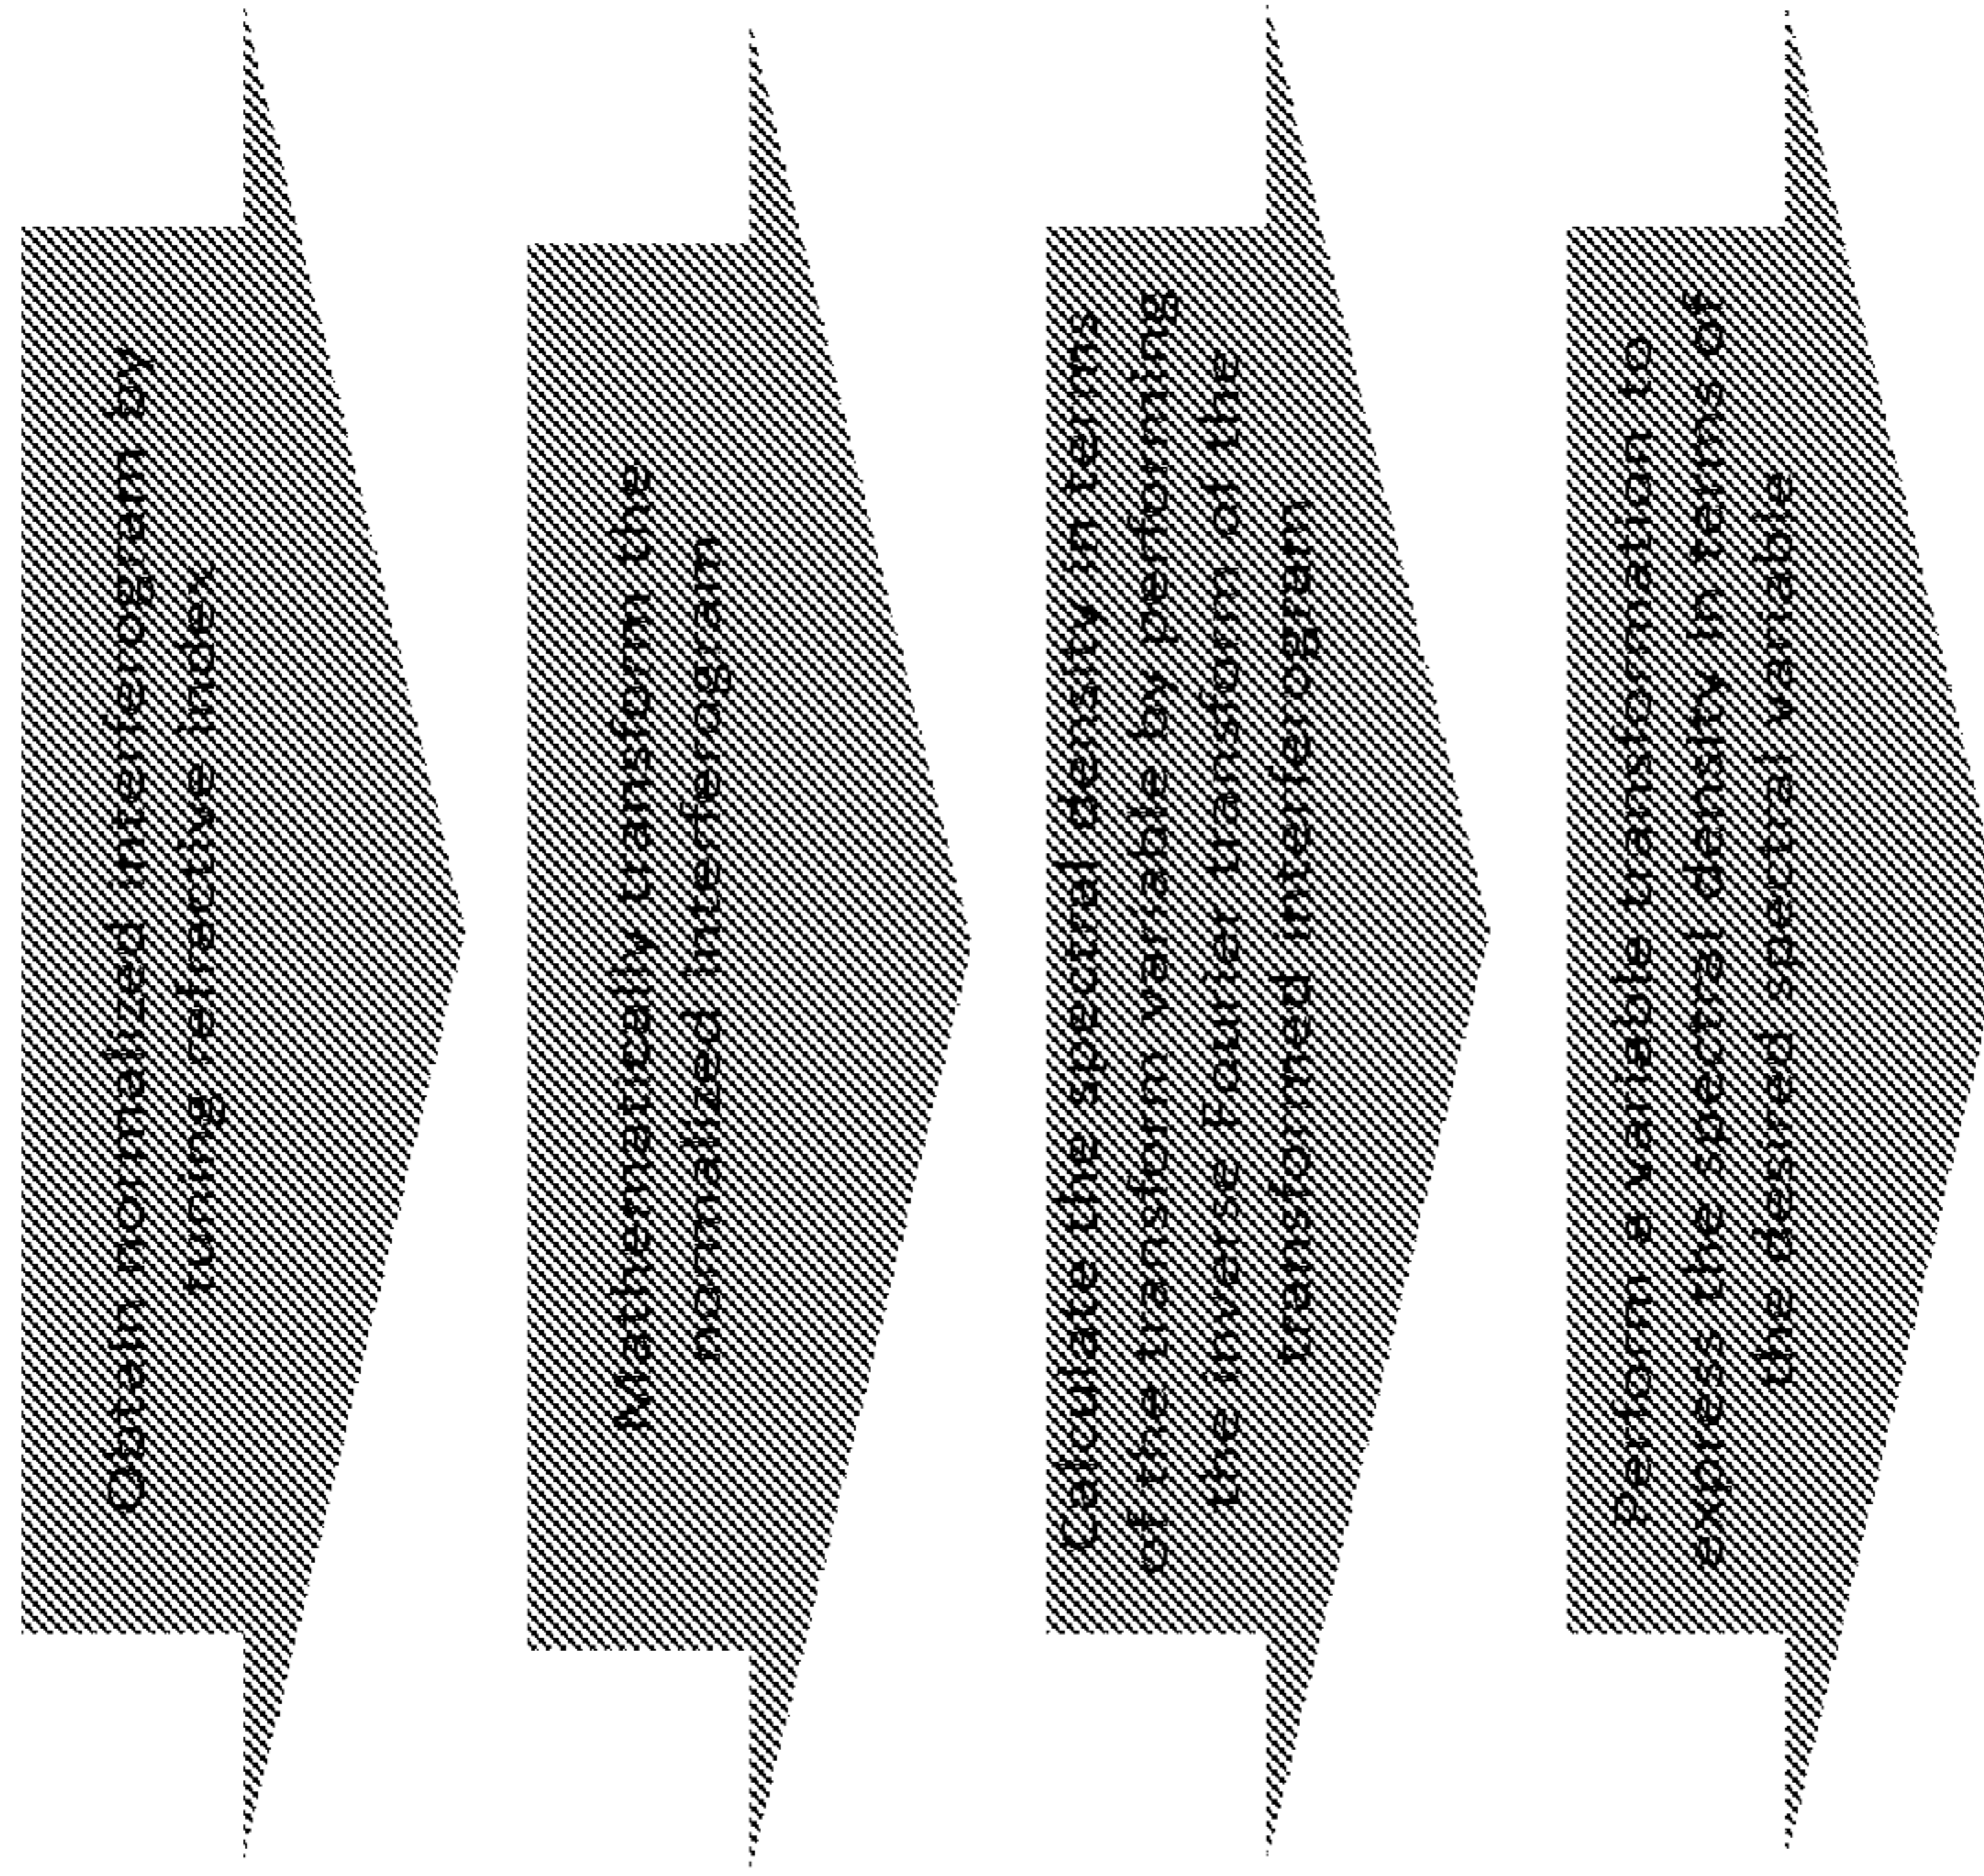 Obtain normalized interferogram by
tuning refractive index
Mathematically transform the
normalized interferogram
Calculate the spectral density in terms
of the transform variable by performing
the inverse Fourier transform of the
transformed interferogram
Perform a variable transformation to
express the spectral density in terms of
the desired spectral variable